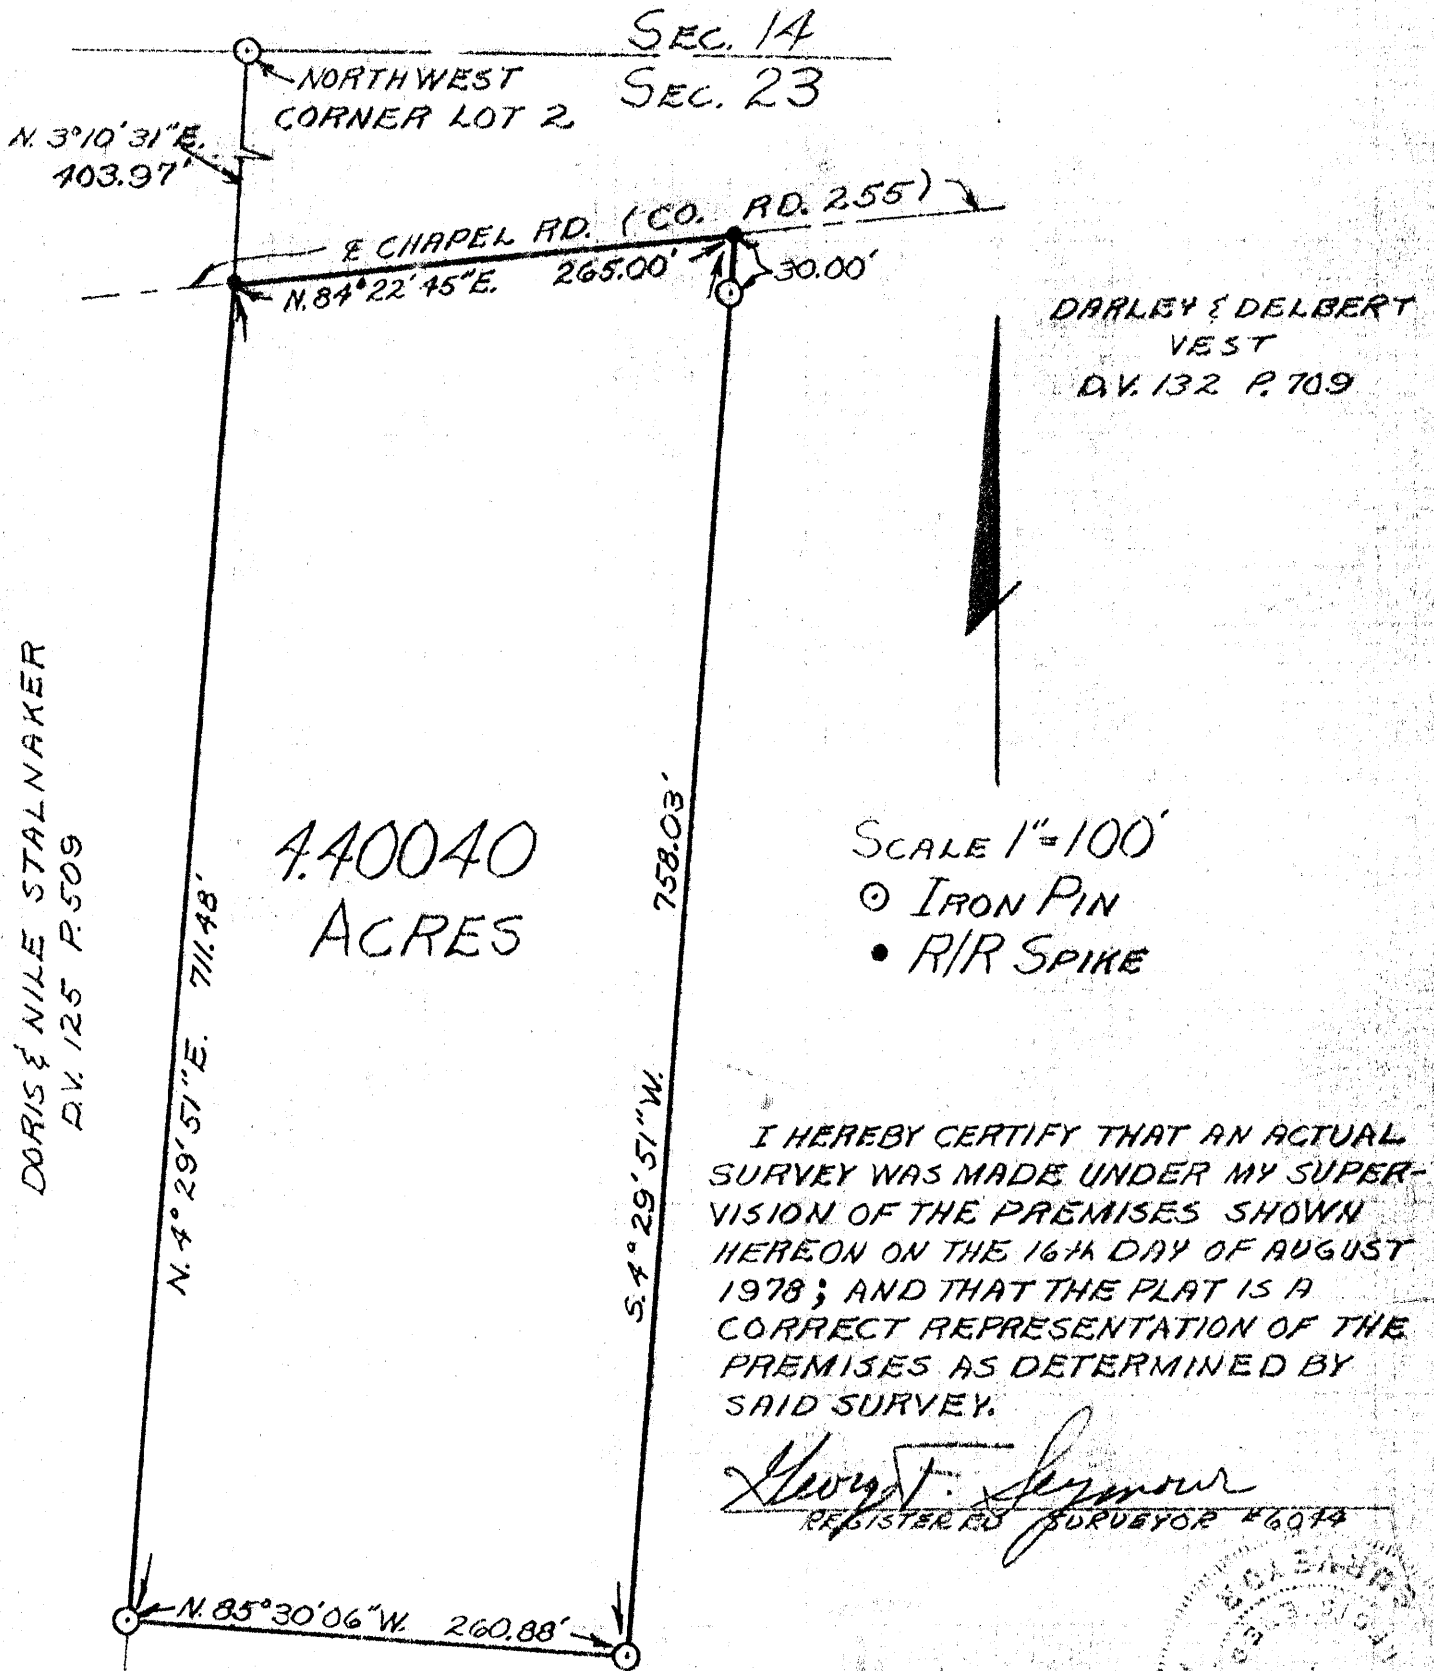 SEC. 14
SEC. 23
NORTHWEST
CORNER LOT 2
N. 3°10'31"E.
403.97'
℄ CHAPEL RD. (CO. RD. 255)
N. 84°22'45"E. 265.00'
30.00'
DARLEY & DELBERT
VEST
D.V. 132 P. 709
DORIS & NILE STALNAKER
D.V. 125 P. 509
N. 4°29'51"E. 711.48'
4.40040
ACRES
S. 4°29'51"W. 758.03'
SCALE 1"=100'
IRON PIN
R/R SPIKE
I HEREBY CERTIFY THAT AN ACTUAL
SURVEY WAS MADE UNDER MY SUPER-
VISION OF THE PREMISES SHOWN
HEREON ON THE 16th DAY OF AUGUST
1978; AND THAT THE PLAT IS A
CORRECT REPRESENTATION OF THE
PREMISES AS DETERMINED BY
SAID SURVEY.
George F. Seymour
REGISTERED SURVEYOR #6044
N. 85°30'06"W. 260.88'